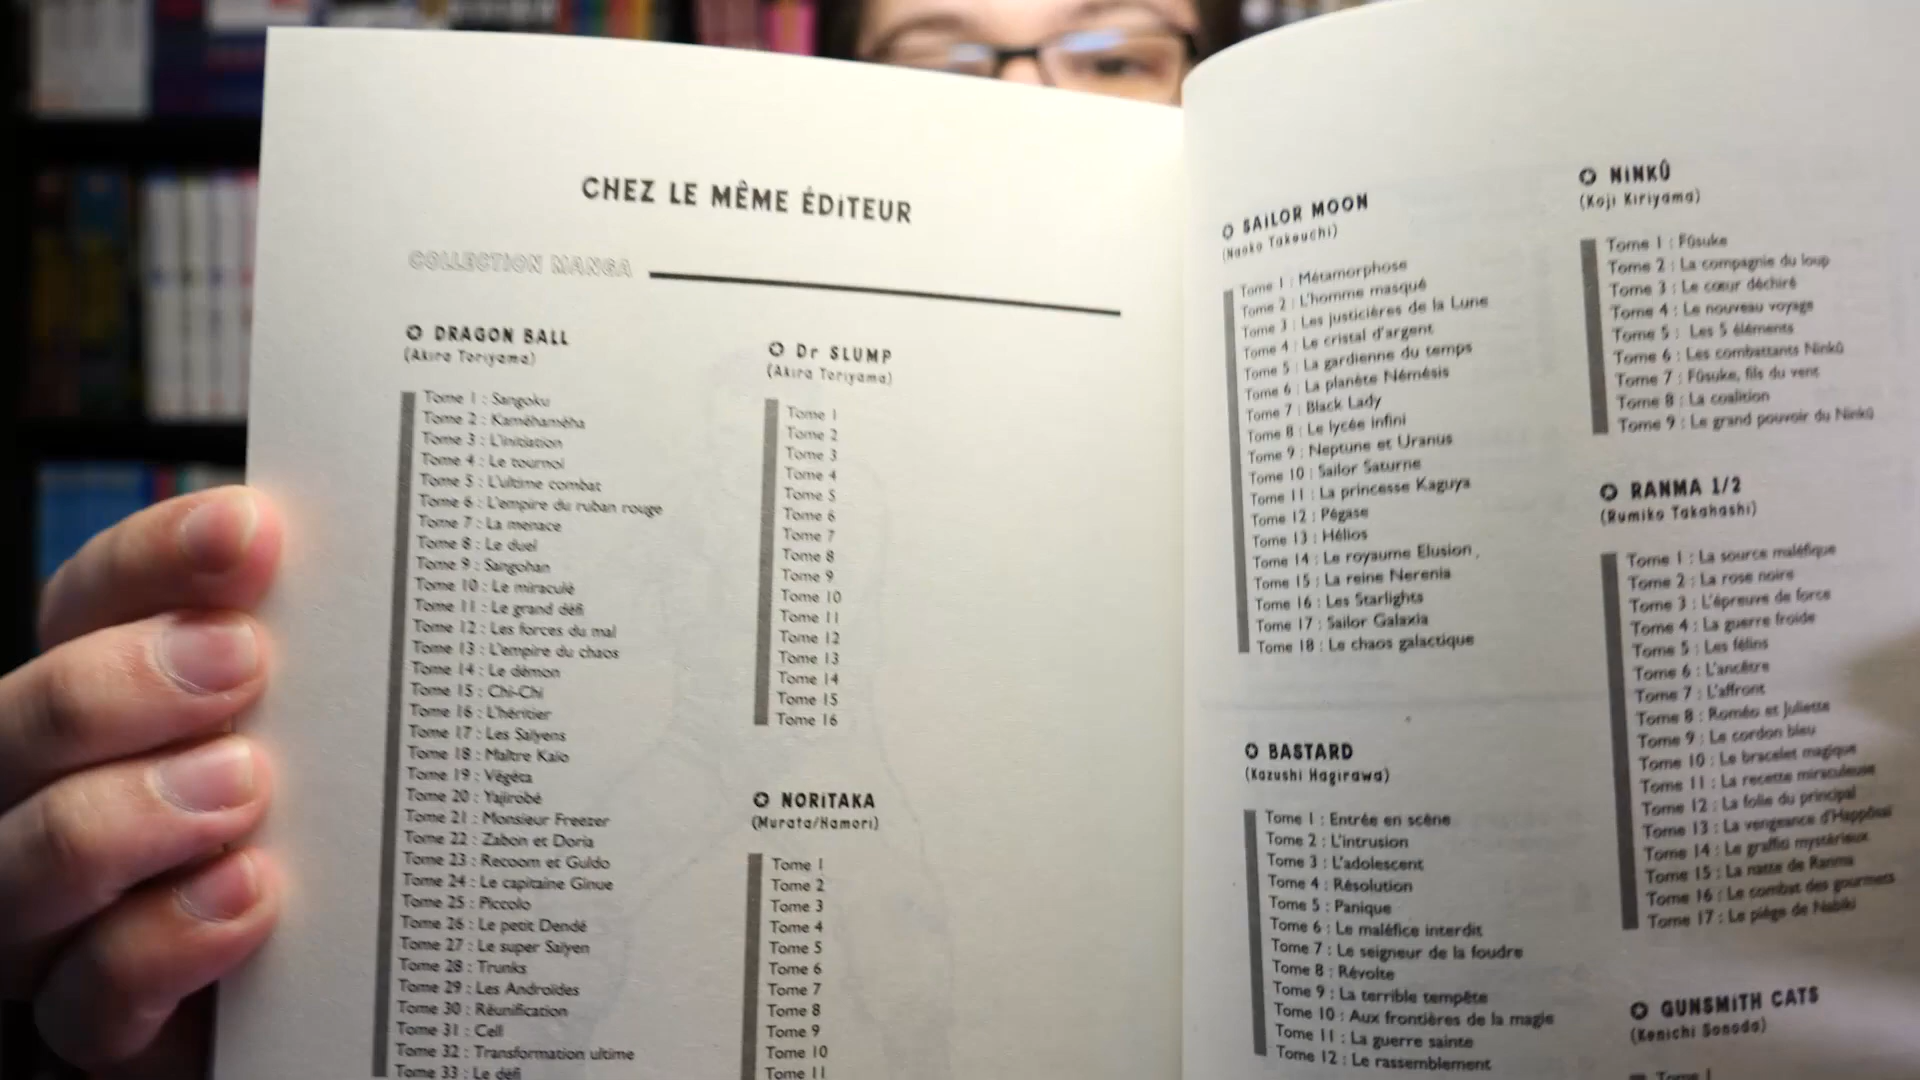 CHEZ LE MÊME ÉDiTEUR
COLLECTION MANGA
DRAGON BALL
(Akira Toriyama)
Tome 1 : Sangoku
Tome 2 : Kaméhaméha
Tome 3 : L'initiation
Tome 4 : Le tournoi
Tome 5 : L'ultime combat
Tome 6 : L'empire du ruban rouge
Tome 7 : La menace
Tome 8 : Le duel
Tome 9 : Sangohan
Tome 10 : Le miraculé
Tome 11 : Le grand défi
Tome 12 : Les forces du mal
Tome 13 : L'empire du chaos
Tome 14 : Le démon
Tome 15 : Chi-Chi
Tome 16 : L'héritier
Tome 17 : Les Saïyens
Tome 18 : Maître Kaïo
Tome 19 : Végéta
Tome 20 : Yajirobé
Tome 21 : Monsieur Freezer
Tome 22 : Zabon et Doria
Tome 23 : Recoom et Guldo
Tome 24 : Le capitaine Ginue
Tome 25 : Piccolo
Tome 26 : Le petit Dendé
Tome 27 : Le super Saïyen
Tome 28 : Trunks
Tome 29 : Les Androïdes
Tome 30 : Réunification
Tome 31 : Cell
Tome 32 : Transformation ultime
Tome 33 : Le défi
Dr SLUMP
(Akira Toriyama)
Tome 1
Tome 2
Tome 3
Tome 4
Tome 5
Tome 6
Tome 7
Tome 8
Tome 9
Tome 10
Tome 11
Tome 12
Tome 13
Tome 14
Tome 15
Tome 16
NORiTAKA
(Murata/Hamori)
Tome 1
Tome 2
Tome 3
Tome 4
Tome 5
Tome 6
Tome 7
Tome 8
Tome 9
Tome 10
Tome 11
SAiLOR MOON
(Naoko Takeuchi)
Tome 1 : Métamorphose
Tome 2 : L'homme masqué
Tome 3 : Les justicières de la Lune
Tome 4 : Le cristal d'argent
Tome 5 : La gardienne du temps
Tome 6 : La planète Némésis
Tome 7 : Black Lady
Tome 8 : Le lycée infini
Tome 9 : Neptune et Uranus
Tome 10 : Sailor Saturne
Tome 11 : La princesse Kaguya
Tome 12 : Pégase
Tome 13 : Hélios
Tome 14 : Le royaume Elusion
Tome 15 : La reine Nerenia
Tome 16 : Les Starlights
Tome 17 : Sailor Galaxia
Tome 18 : Le chaos galactique
BASTARD
(Kazushi Hagirawa)
Tome 1 : Entrée en scène
Tome 2 : L'intrusion
Tome 3 : L'adolescent
Tome 4 : Résolution
Tome 5 : Panique
Tome 6 : Le maléfice interdit
Tome 7 : Le seigneur de la foudre
Tome 8 : Révolte
Tome 9 : La terrible tempête
Tome 10 : Aux frontières de la magie
Tome 11 : La guerre sainte
Tome 12 : Le rassemblement
NiNKÛ
(Koji Kiriyama)
Tome 1 : Fûsuke
Tome 2 : La compagnie du loup
Tome 3 : Le cœur déchiré
Tome 4 : Le nouveau voyage
Tome 5 : Les 5 éléments
Tome 6 : Les combattants Ninkû
Tome 7 : Fûsuke, fils du vent
Tome 8 : La coalition
Tome 9 : Le grand pouvoir du Ninkû
RANMA 1/2
(Rumiko Takahashi)
Tome 1 : La source maléfique
Tome 2 : La rose noire
Tome 3 : L'épreuve de force
Tome 4 : La guerre froide
Tome 5 : Les félins
Tome 6 : L'ancêtre
Tome 7 : L'affront
Tome 8 : Roméo et Juliette
Tome 9 : Le cordon bleu
Tome 10 : Le bracelet magique
Tome 11 : La recette miraculeuse
Tome 12 : La folie du principal
Tome 13 : La vengeance d'Happôsaï
Tome 14 : Le graffiti mystérieux
Tome 15 : La natte de Ranma
Tome 16 : Le combat des gourmets
Tome 17 : Le piège de Nabiki
GUNSMiTH CATS
(Kenichi Sonoda)
Tome 1